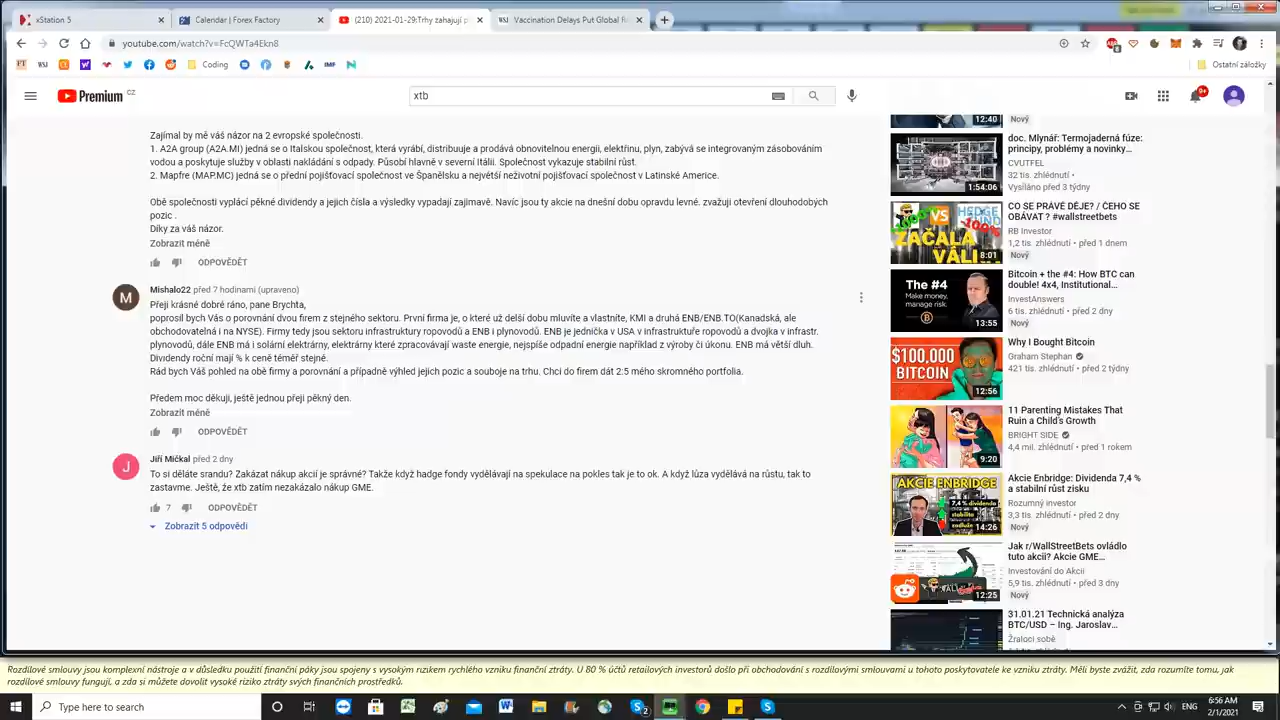 xStation 5
Calendar | Forex Factory
(210) 2021-01-29:Trhy zahajují p
Vaccination Delays Put Global R
youtube.com/watch?v=FcQWTa4Ekn8
Coding
IMF
Ostatní záložky
Premium CZ
xtb
9+
Zajímal by mě váš názor na 2 evropské společnosti.
1. A2A group (A2A.MI) jedná se o Italskou společnost, která vyrábí, distribuuje a prodává obnovitelnou energii, elektřinu, plyn, zabývá se integrovaným zásobováním
vodou a poskytuje služby v oblasti nakládání s odpady. Působí hlavně v severní Itálii. Společnost vykazuje stabilní růst.
2. Mapfre (MAP.MC) jedná se o přední pojišťovací společnost ve Španělsku a největší neživotní pojišťovací společnost v Latinské Americe.
Obě společnosti vyplácí pěkné dividendy a jejich čísla a výsledky vypadají zajímavě. Navíc jsou ty akcie na dnešní dobu opravdu levné. zvažuji otevření dlouhodobých
pozic .
Díky za váš názor.
Zobrazit méně
ODPOVĚDĚT
M
Mishalo22 před 7 hodinami (upraveno)
Přeji krásné dobré ráno, pane Brychta,
poprosil bych Vás o porovnání dvou firem z stejného sektoru. První firma je, o které už delší dobu mluvíte a vlastníte, KMI a druhá ENB/ENB.TO(Kanadská, ale
obchodovatelná i na NYSE). Firmy tedy jsou sektoru infrastruktury ropovodů a ENB i plynovodů. ENB je jednička v USA v infrastruktuře ropovodů a dvojka v infrastr.
plynovodů, dále ENB má i solární elektrárny, elektrárny které zpracovávají waste energie, nejspíše odpadní energie například z výroby či úkonu. ENB má větší dluh.
Dividendy roční mají % k ceně téměř stejné.
Rád bych Váš pohled na obě firmy a porovnání a případně výhled jejich pozic a souboje na trhu. Chci do firem dát 2:5 mého skromného portfolia.
Předem moc děkuji, ještě jednou přeji pěkný den.
Zobrazit méně
ODPOVĚDĚT
J
Jiří Mičkal před 2 dny
To si děláte srandu? Zakázat nákup akcií je správné? Takže když hadge fondy vydělávají na spekulace na pokles tak je to ok. A když lůza vydělává na růstu, tak to
zastavme. Ještě, že xtb zatím nezakázalo nákup GME.
7 ODPOVĚDĚT
Zobrazit 5 odpovědí
12:40
Nový
1:54:06
doc. Mlynář: Termojaderná fúze:
principy, problémy a novinky...
CVUTFEL
32 tis. zhlédnutí •
Vysíláno před 3 týdny
VS
HEDGE
FUND
-100%
ZAČALA
VÁLK
8:01
CO SE PRÁVĚ DĚJE? / ČEHO SE
OBÁVAT ? #wallstreetbets
RB Investor
1,2 tis. zhlédnutí • před 1 dnem
Nový
The #4
Make money,
manage risk.
13:55
Bitcoin + the #4: How BTC can
double! 4x4, Institutional...
InvestAnswers
6 tis. zhlédnutí • před 2 dny
Nový
$100,000
BITCOIN
12:56
Why I Bought Bitcoin
Graham Stephan
421 tis. zhlédnutí • před 2 týdny
9:20
11 Parenting Mistakes That
Ruin a Child's Growth
BRIGHT SIDE
4,4 mil. zhlédnutí • před 1 rokem
AKCIE ENBRIDGE
7,4 %
dividenda
stabilita
14:26
Akcie Enbridge: Dividenda 7,4 %
a stabilní růst zisku
Rozumný investor
3,3 tis. zhlédnutí • před 2 dny
Nový
12:25
Jak r/WallStreetBets ovládlo
tuto akcii? Akcie GME...
Investování do Akcií
5,9 tis. zhlédnutí • před 3 dny
Nový
31.01.21 Technická analýza
BTC/USD – Ing. Jaroslav...
Žraloci sobě
Rozdílové smlouvy jsou komplexní nástroje a v důsledku použití finanční páky jsou spojeny s vysokým rizikem rychlého vzniku finanční ztráty. U 80 % účtů retailových investorů došlo při obchodování s rozdílovými smlouvami u tohoto poskytovatele ke vzniku ztráty. Měli byste zvážit, zda rozumíte tomu, jak
rozdílové smlouvy fungují, a zda si můžete dovolit vysoké riziko ztráty svých finančních prostředků.
Type here to search
ENG
6:56 AM
2/1/2021